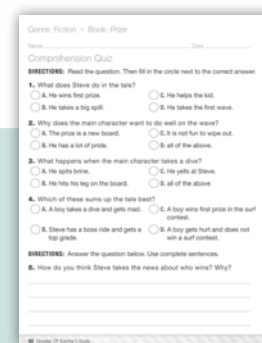 Genre: Fiction • Book: Prize
Name Date
Comprehension Quiz
DIRECTIONS: Read the question. Then fill in the circle next to the correct answer.
1. What does Steve do in the tale?
A. He wins first prize. C. He helps the kid.
B. He takes a big spill. D. He takes the first wave.
2. Why does the main character want to do well on the wave?
A. The prize is a new board. C. It is not fun to wipe out.
B. He has a lot of pride. D. all of the above.
3. What happens when the main character takes a dive?
A. He spits brine. C. He yells at Steve.
B. He hits his leg on the board. D. all of the above
4. Which of these sums up the tale best?
A. A boy takes a dive and gets mad. C. A boy wins first prize in the surf
contest.
B. Steve has a boss ride and gets a D. A boy gets hurt and does not
top grade. win a surf contest.
DIRECTIONS: Answer the question below. Use complete sentences.
5. How do you think Steve takes the news about who wins? Why?
Teacher's Guide